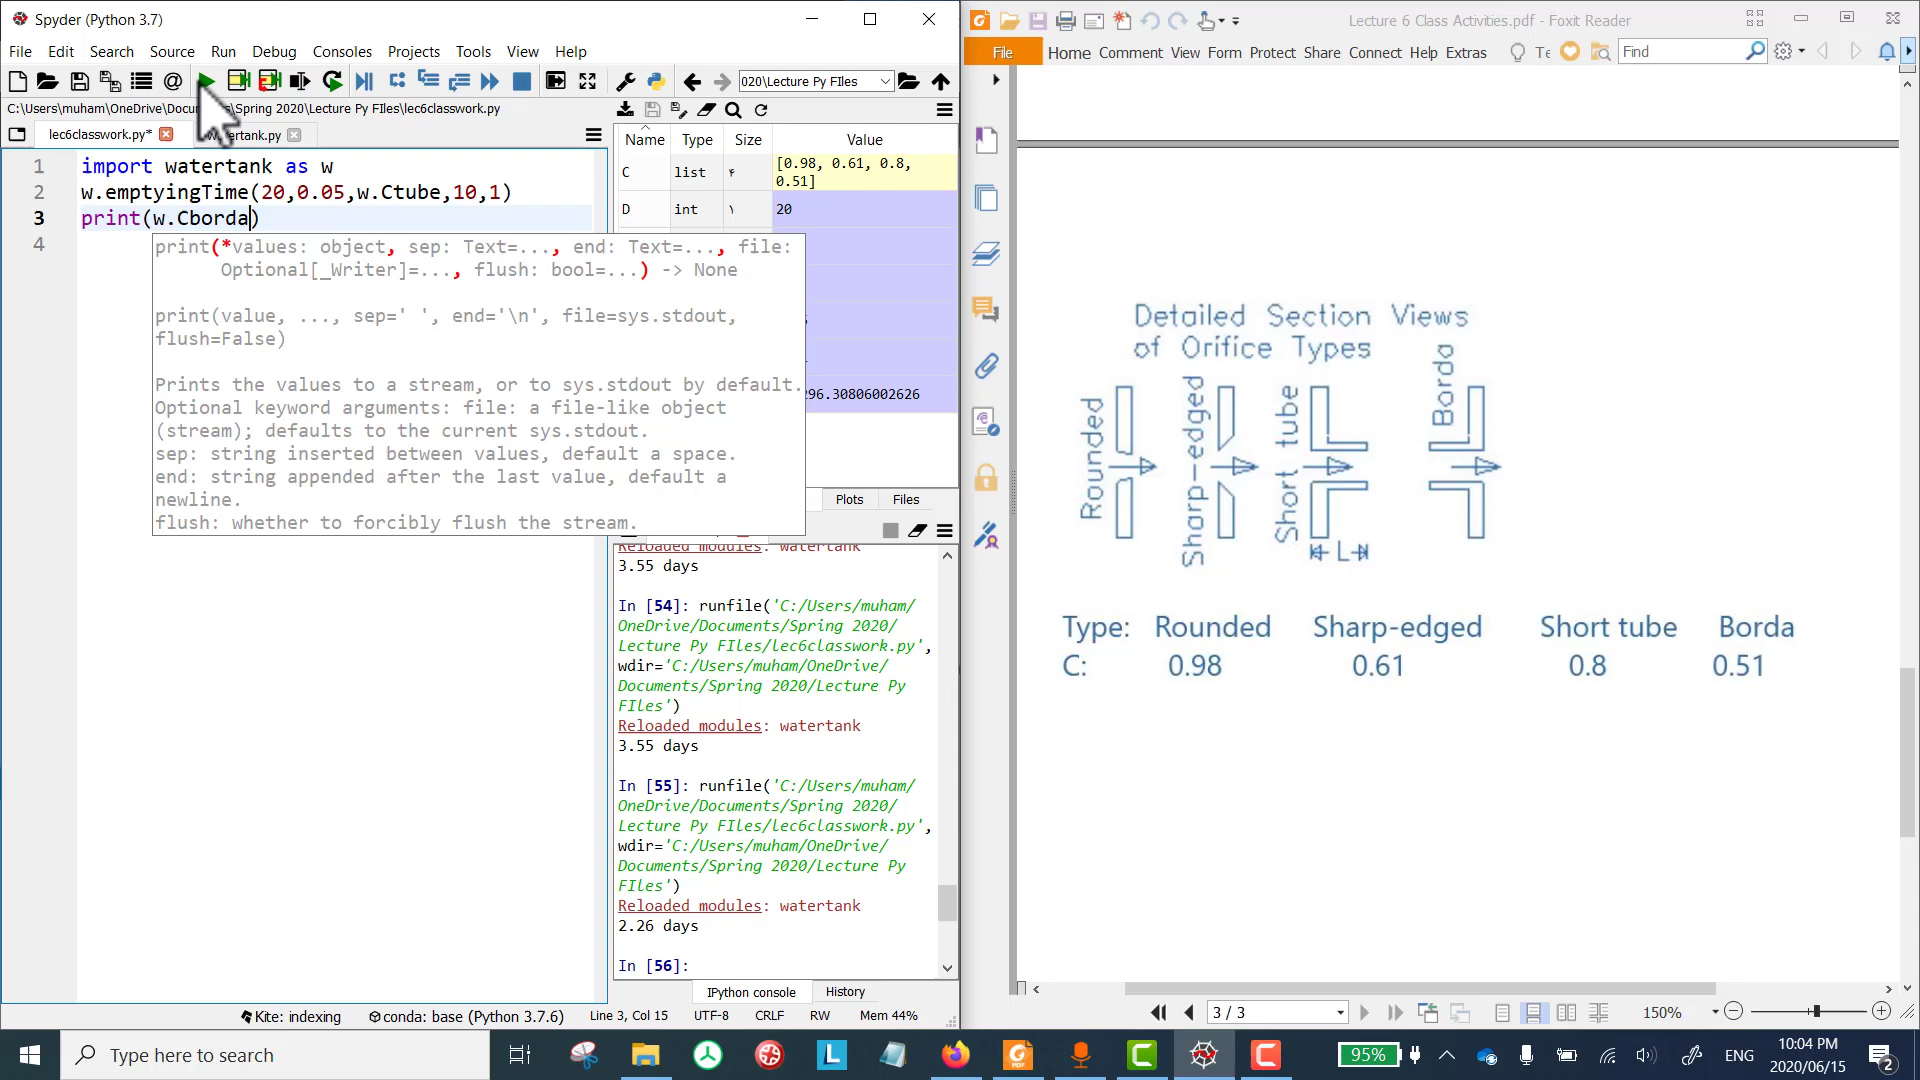 Spyder (Python 3.7)
File Edit Search Source Run Debug Consoles Projects Tools View Help
020\Lecture Py FIles
C:\Users\muham\OneDrive\Docu s\Spring 2020\Lecture Py FIles\lec6classwork.py
lec6classwork.py*
tertank.py
1 import watertank as w
2 w.emptyingTime(20,0.05,w.Ctube,10,1)
3 print(w.Cborda)
4
print(*values: object, sep: Text=..., end: Text=..., file:
Optional[_Writer]=..., flush: bool=...) -> None
print(value, ..., sep=' ', end='\n', file=sys.stdout,
flush=False)
Prints the values to a stream, or to sys.stdout by default.
Optional keyword arguments: file: a file-like object
(stream); defaults to the current sys.stdout.
sep: string inserted between values, default a space.
end: string appended after the last value, default a
newline.
flush: whether to forcibly flush the stream.
Name Type Size Value
C list ۴ [0.98, 0.61, 0.8,
0.51]
D int ۱ 20
296.30806002626
Plots Files
Reloaded modules: watertank
3.55 days
In [54]: runfile('C:/Users/muham/
OneDrive/Documents/Spring 2020/
Lecture Py FIles/lec6classwork.py',
wdir='C:/Users/muham/OneDrive/
Documents/Spring 2020/Lecture Py
FIles')
Reloaded modules: watertank
3.55 days
In [55]: runfile('C:/Users/muham/
OneDrive/Documents/Spring 2020/
Lecture Py FIles/lec6classwork.py',
wdir='C:/Users/muham/OneDrive/
Documents/Spring 2020/Lecture Py
FIles')
Reloaded modules: watertank
2.26 days
In [56]:
IPython console History
Kite: indexing conda: base (Python 3.7.6) Line 3, Col 15 UTF-8 CRLF RW Mem 44%
Lecture 6 Class Activities.pdf - Foxit Reader
File Home Comment View Form Protect Share Connect Help Extras Te Find
Detailed Section Views
of Orifice Types
Rounded
Sharp-edged
Short tube
Borda
L
Type: Rounded Sharp-edged Short tube Borda
C: 0.98 0.61 0.8 0.51
3 / 3
150%
Type here to search
95%
ENG
10:04 PM
2020/06/15
2